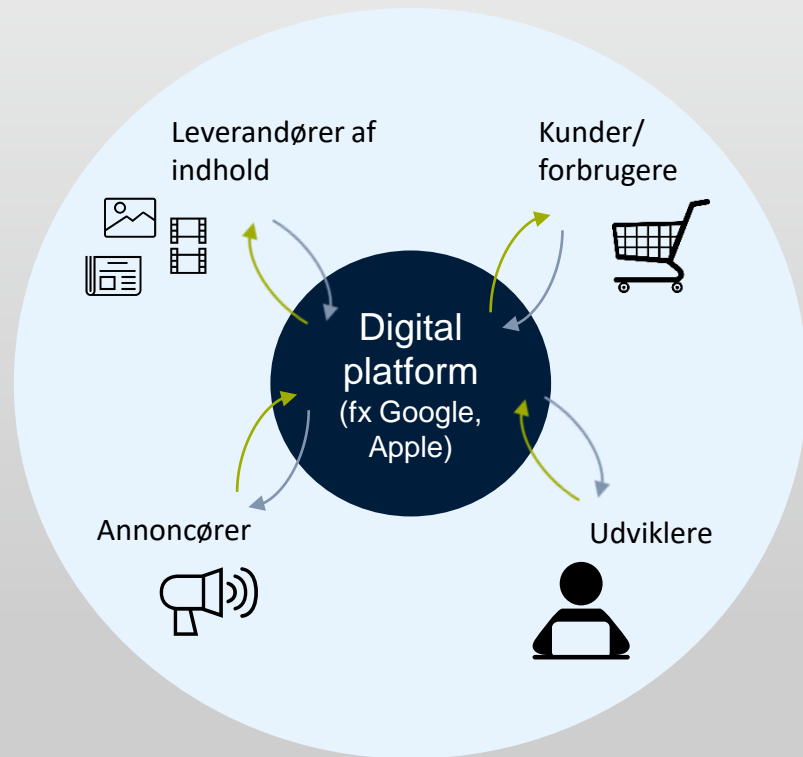 Leverandører af
indhold
Kunder/
forbrugere
Digital
platform
(fx Google,
Apple)
Annoncører
Udviklere